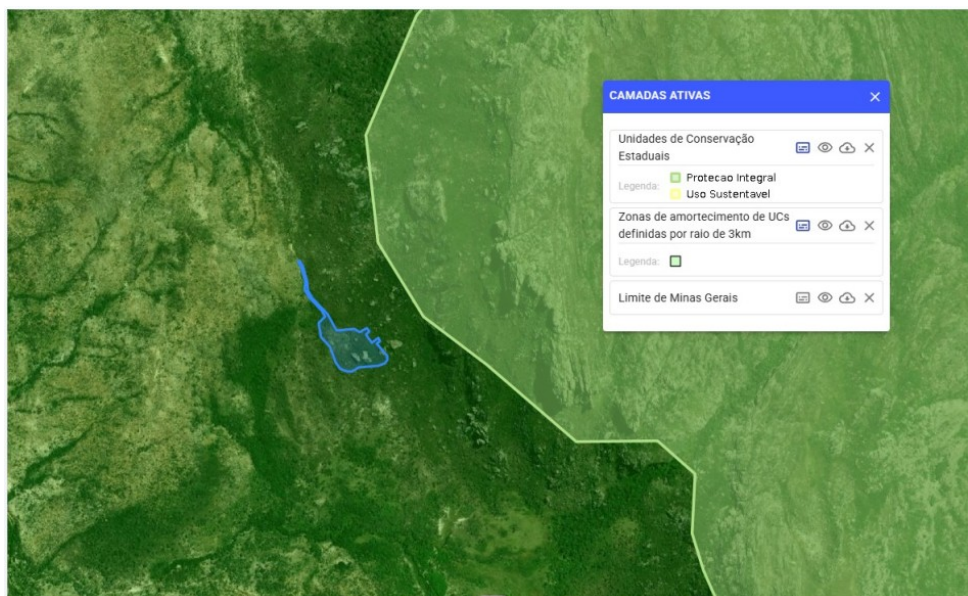 CAMADAS ATIVAS
Unidades de Conservação
Estaduais
Legenda:
Protecao Integral
Uso Sustentavel
Zonas de amortecimento de UCs
definidas por raio de 3km
Legenda:
Limite de Minas Gerais